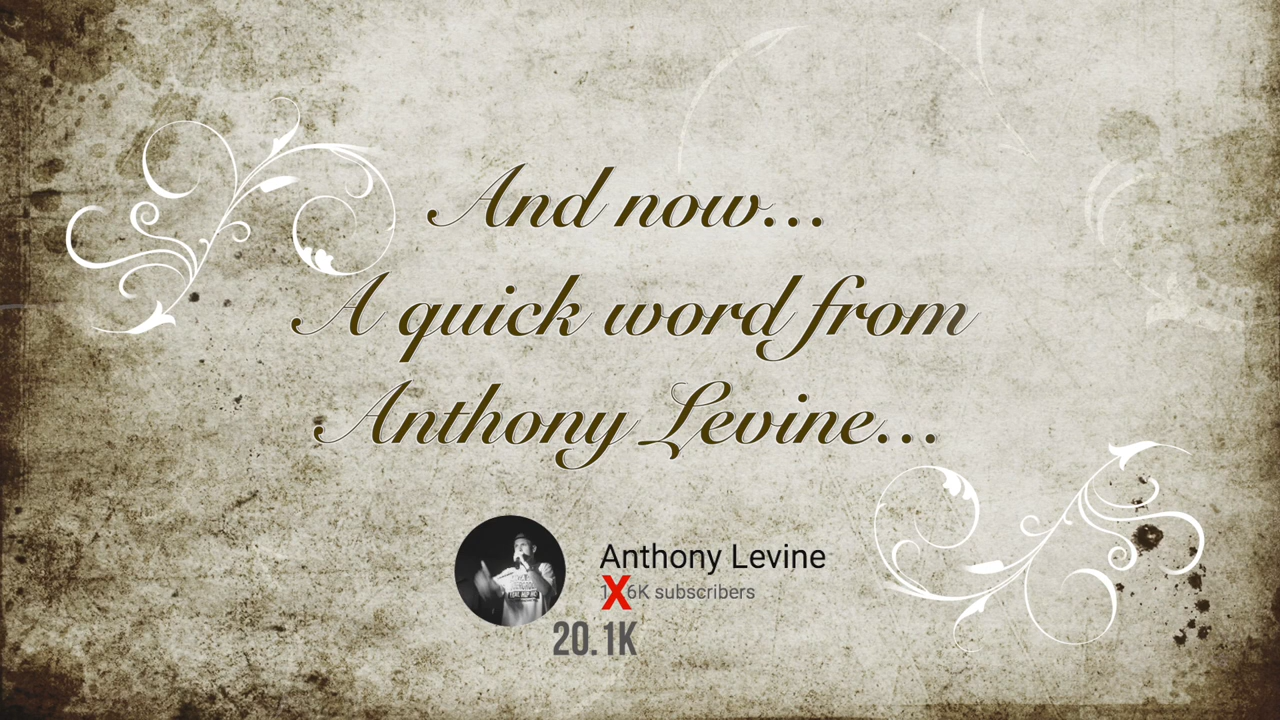 And now...
A quick word from
Anthony Levine...
Anthony Levine
X
6K subscribers
20.1K